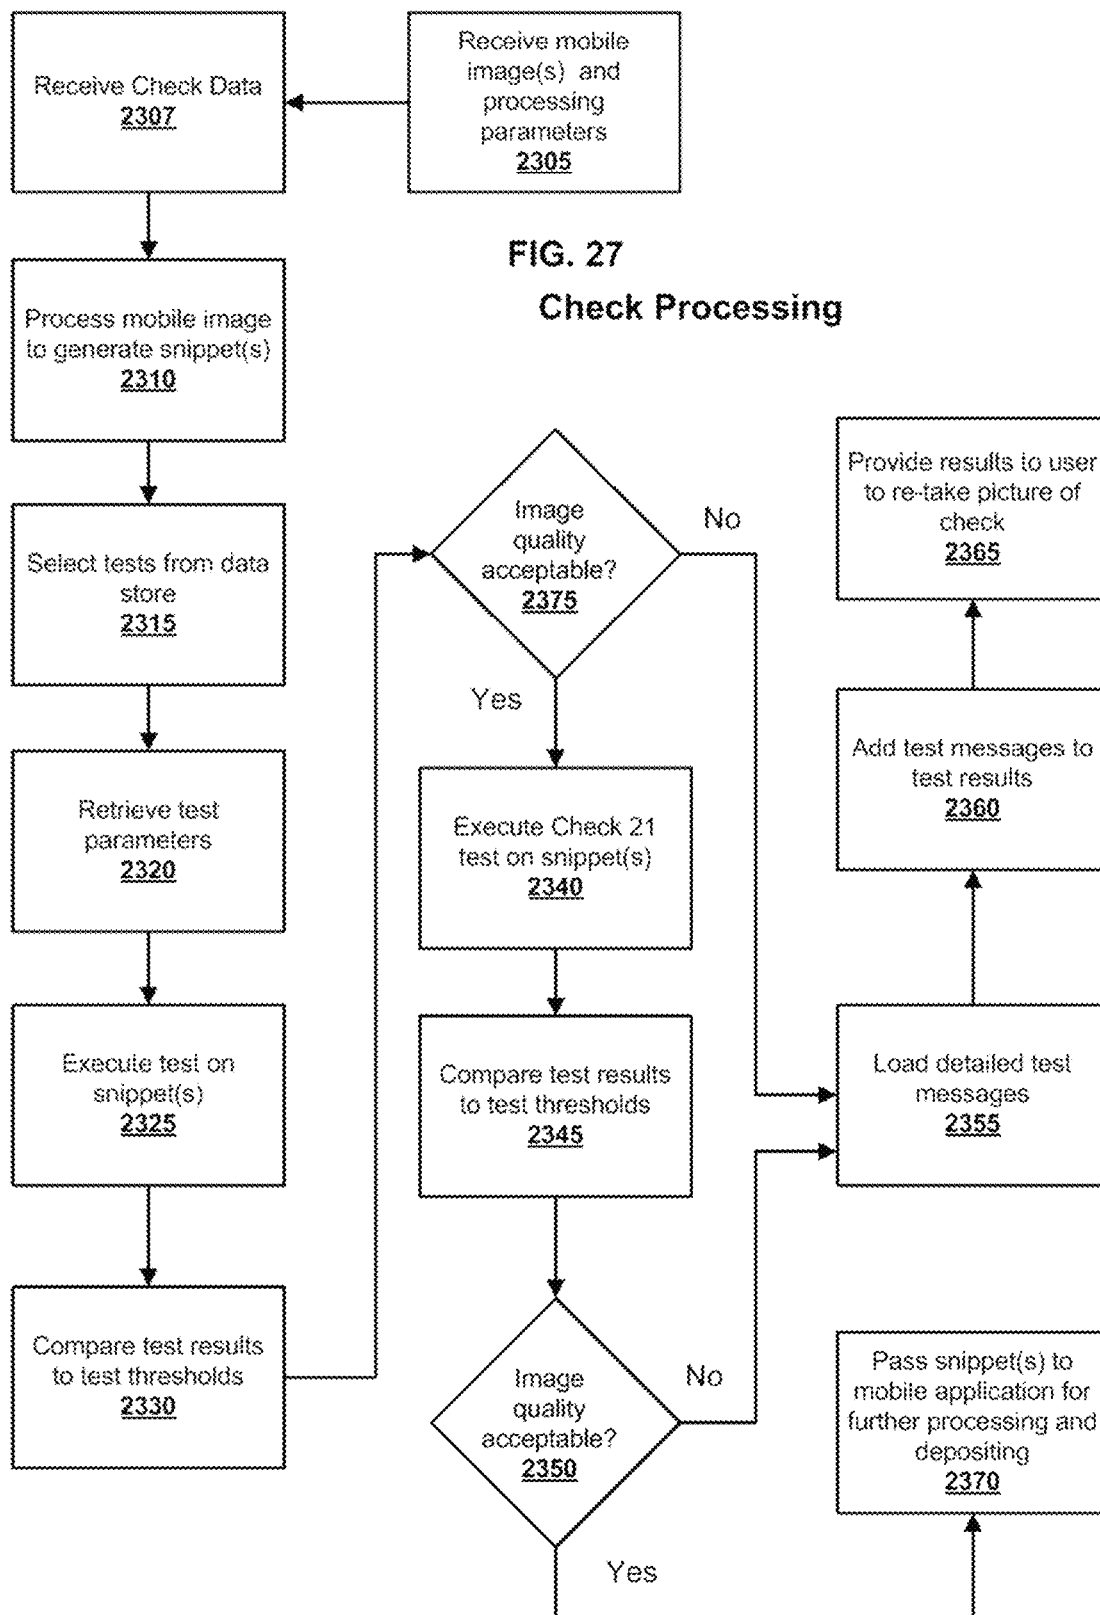 Receive mobile
image(s) and
processing
parameters
2305
Receive Check Data
2307
FIG. 27
Check Processing
Process mobile image
to generate snippet(s)
2310
Select tests from data
store
2315
Retrieve test
parameters
2320
Execute test on
snippet(s)
2325
Compare test results
to test thresholds
2330
Image
quality
acceptable?
2375
No
Yes
Execute Check 21
test on snippet(s)
2340
Compare test results
to test thresholds
2345
Image
quality
acceptable?
2350
No
Yes
Provide results to user
to re-take picture of
check
2365
Add test messages to
test results
2360
Load detailed test
messages
2355
Pass snippet(s) to
mobile application for
further processing and
depositing
2370